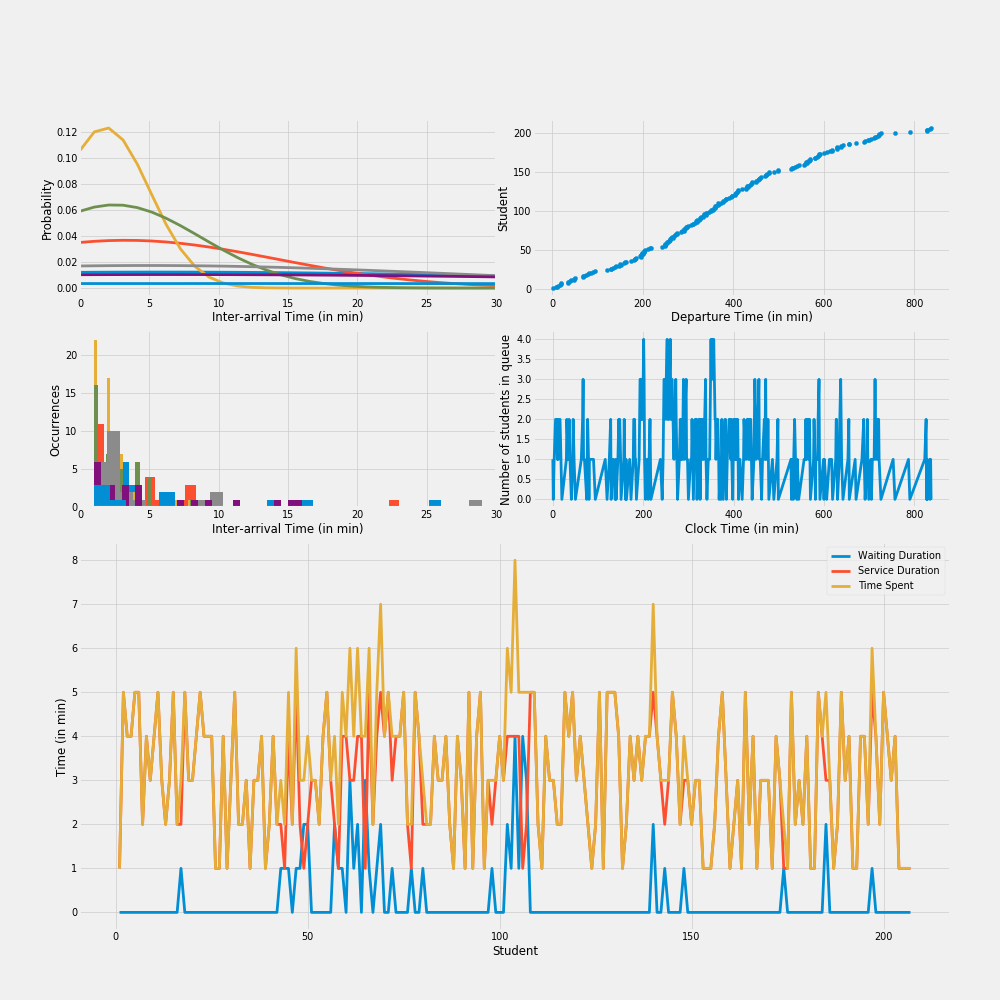 0.12
0.10
0.08
0.06
0.04
0.02
0.00
Probability
0 5 10 15 20 25 30
Inter-arrival Time (in min)
200
150
100
50
0
Student
0 200 400 600 800
Departure Time (in min)
20
15
10
5
0
Occurrences
0 5 10 15 20 25 30
Inter-arrival Time (in min)
4.0
3.5
3.0
2.5
2.0
1.5
1.0
0.5
0.0
Number of students in queue
0 200 400 600 800
Clock Time (in min)
8
7
6
5
4
3
2
1
0
Time (in min)
Waiting Duration
Service Duration
Time Spent
0 50 100 150 200
Student